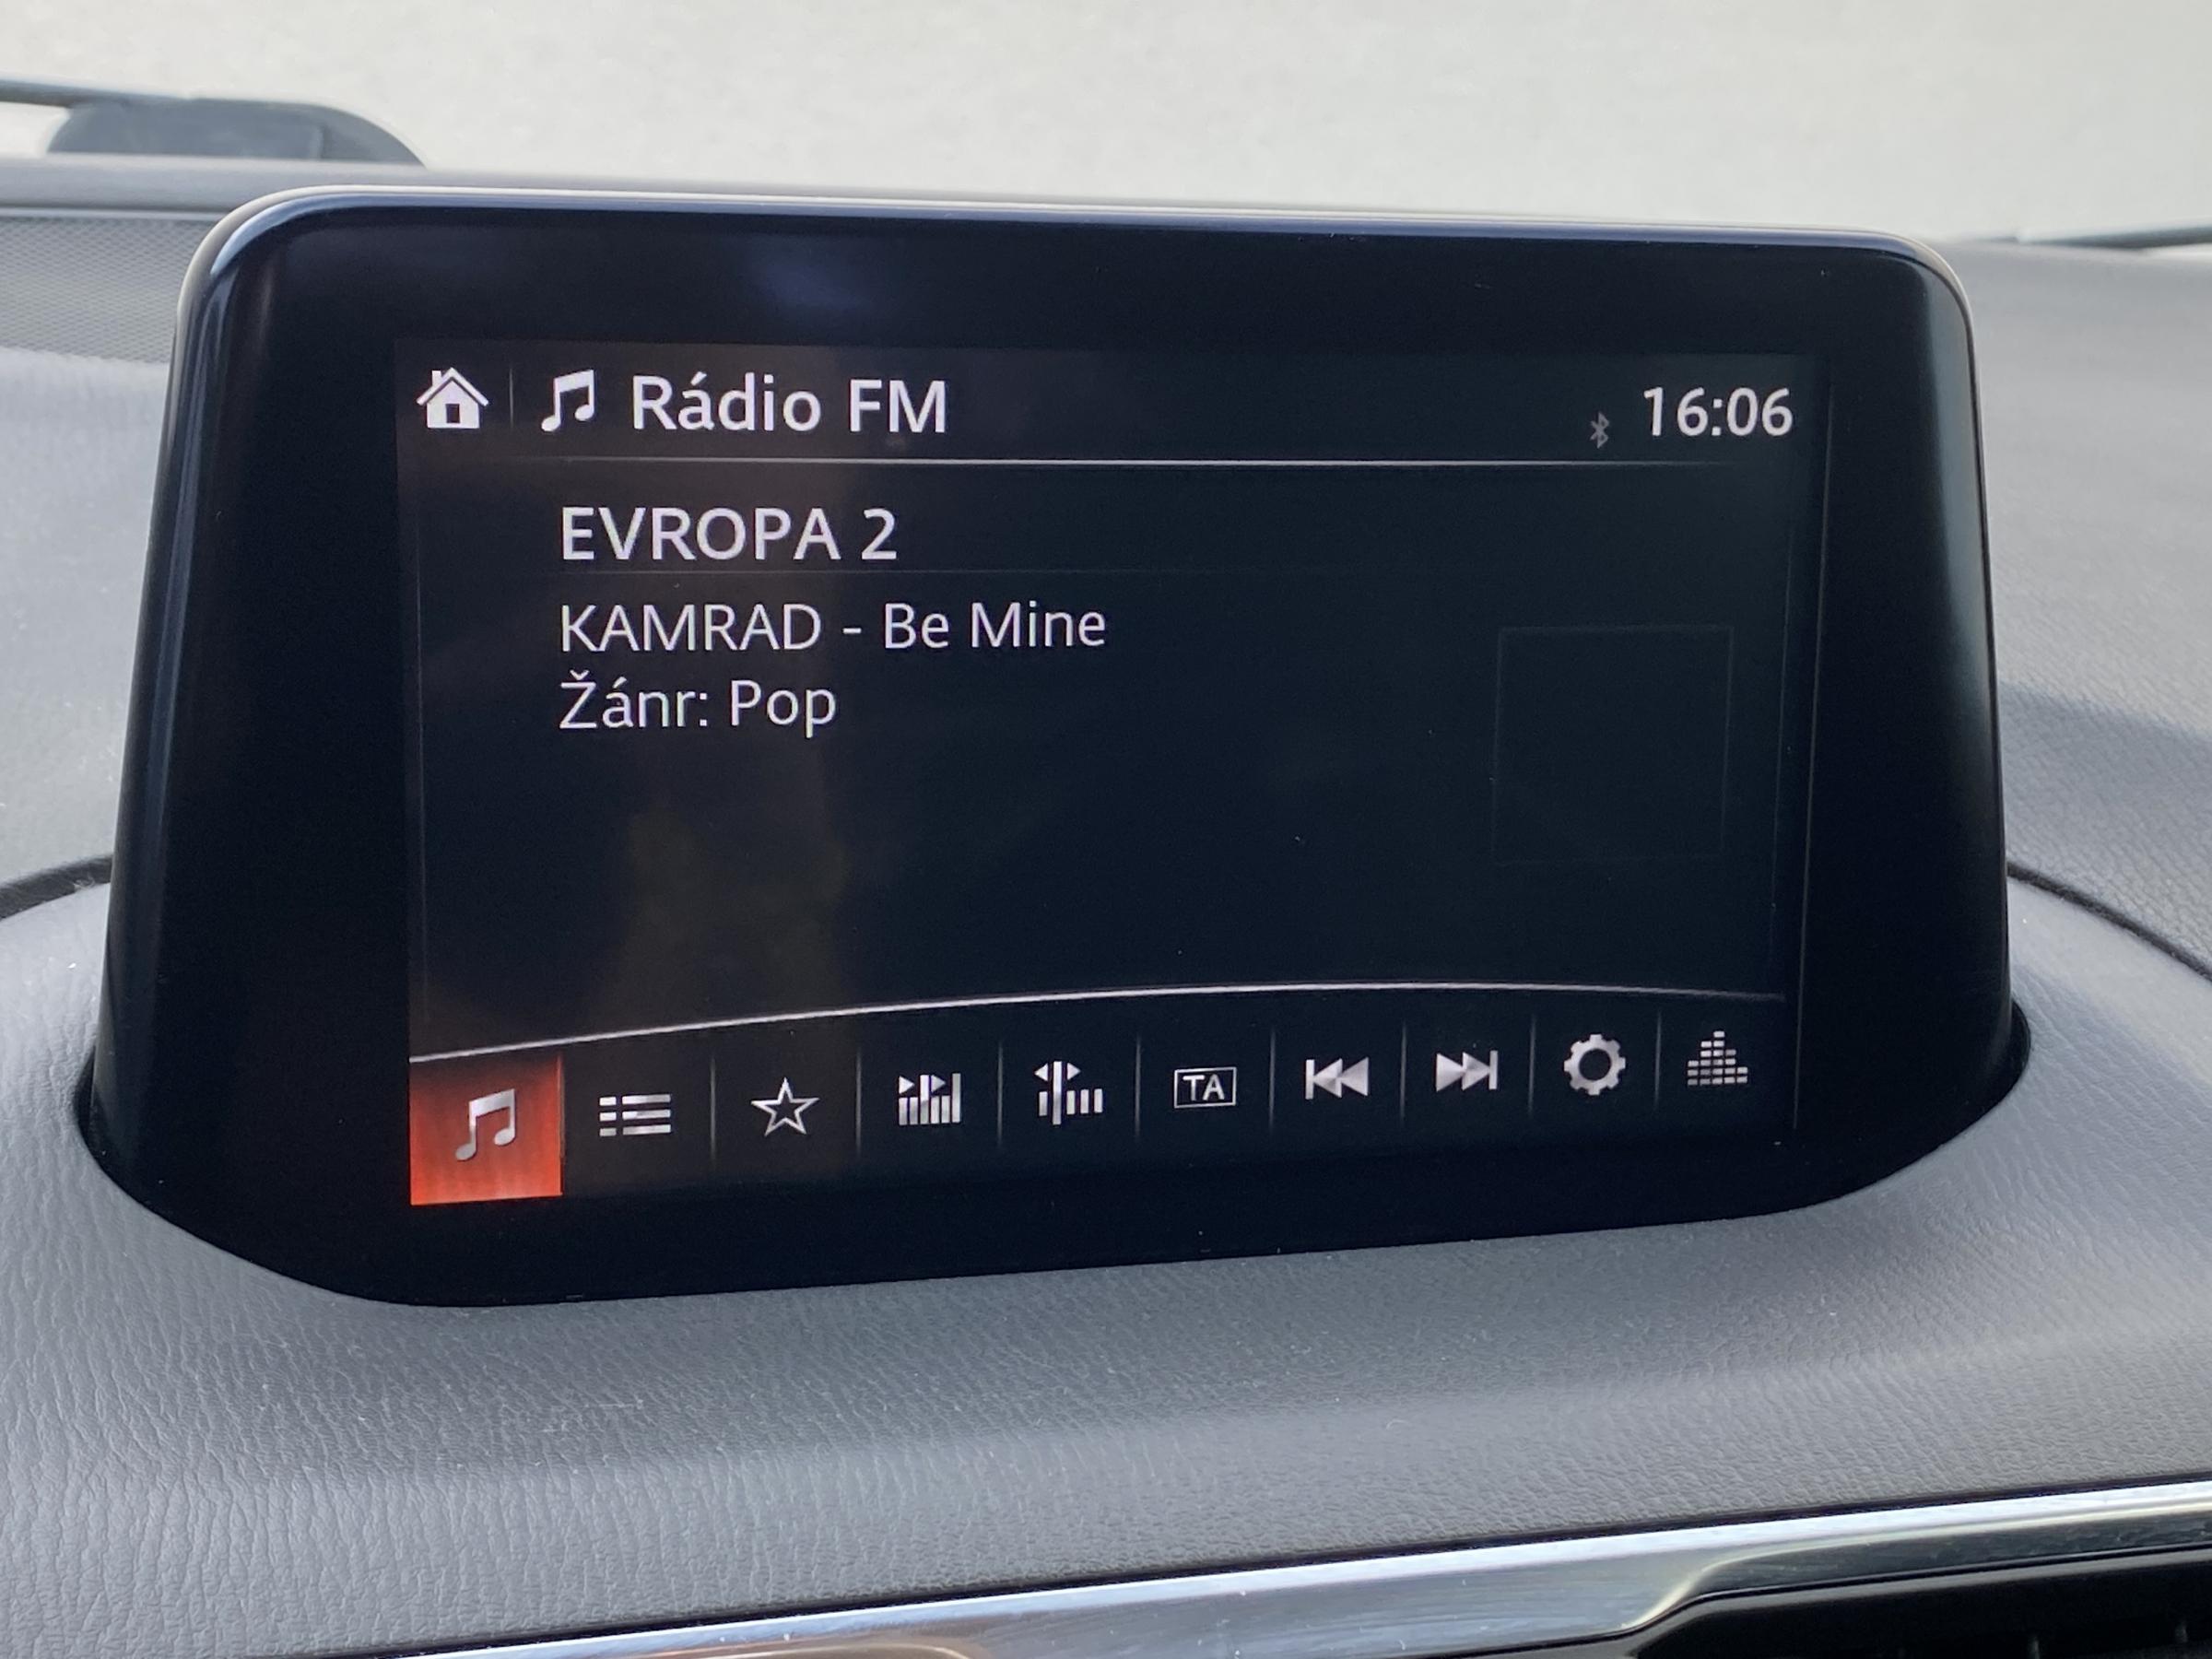 Rádio FM
16:06
EVROPA 2
KAMRAD - Be Mine
Žánr: Pop
TA